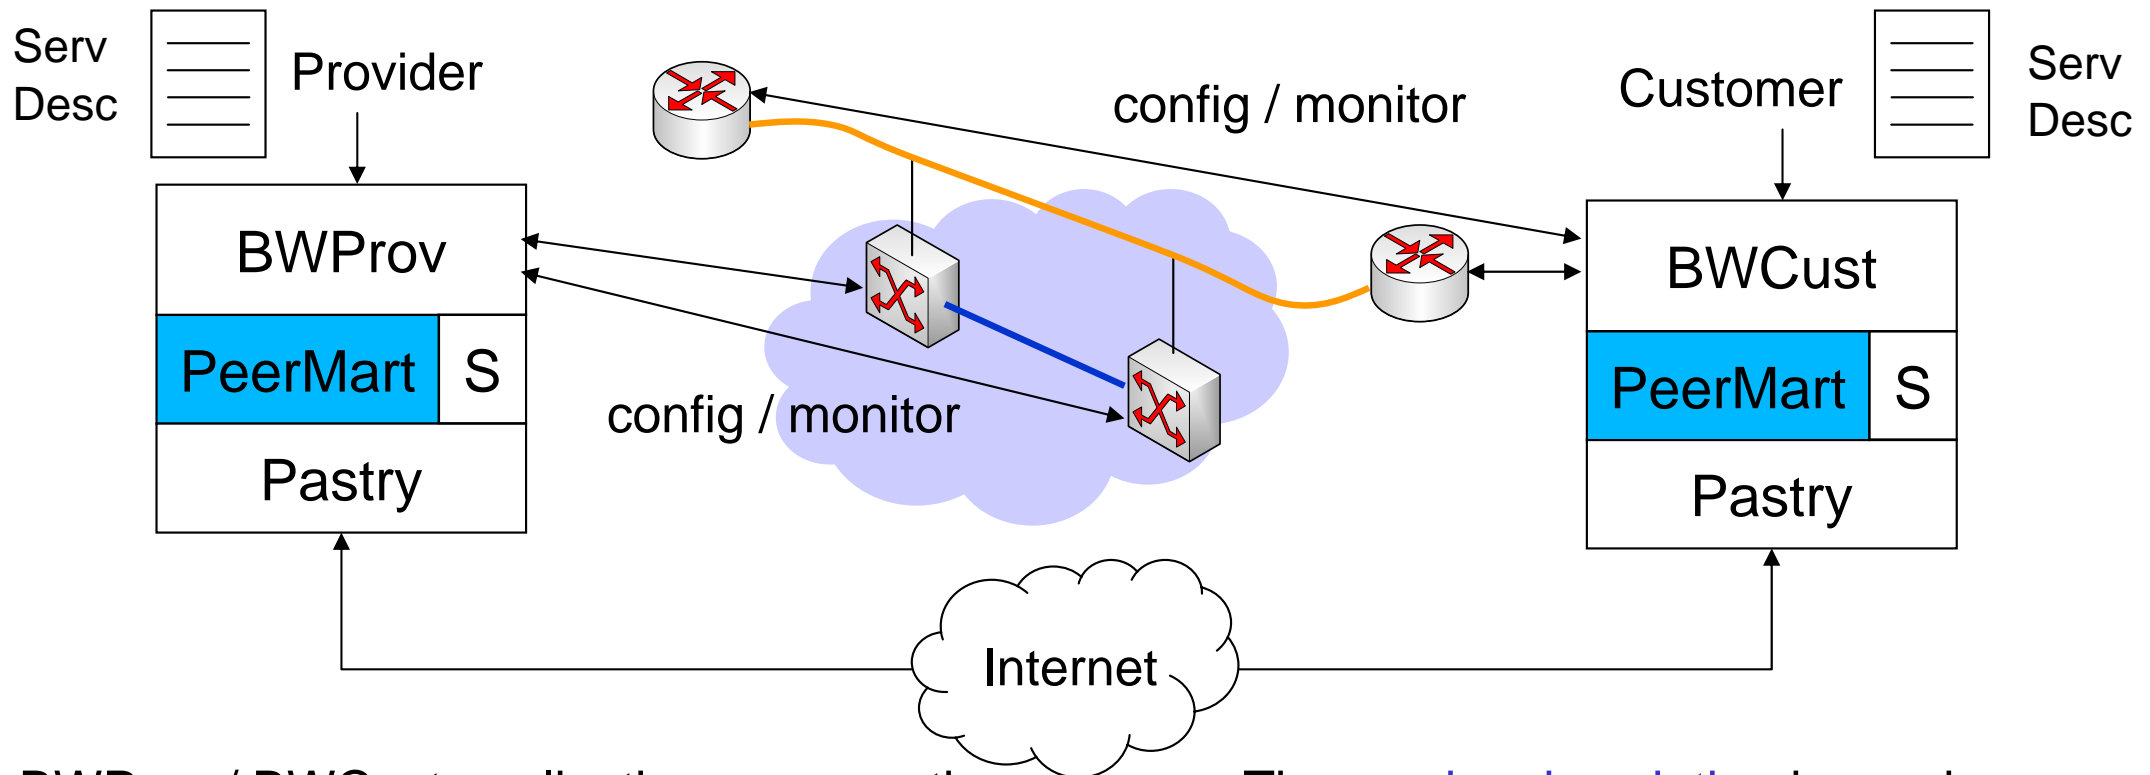 Serv
Desc
Provider
config / monitor
Customer
Serv
Desc
BWProv
BWCust
PeerMart S
PeerMart S
config / monitor
Pastry
Pastry
Internet